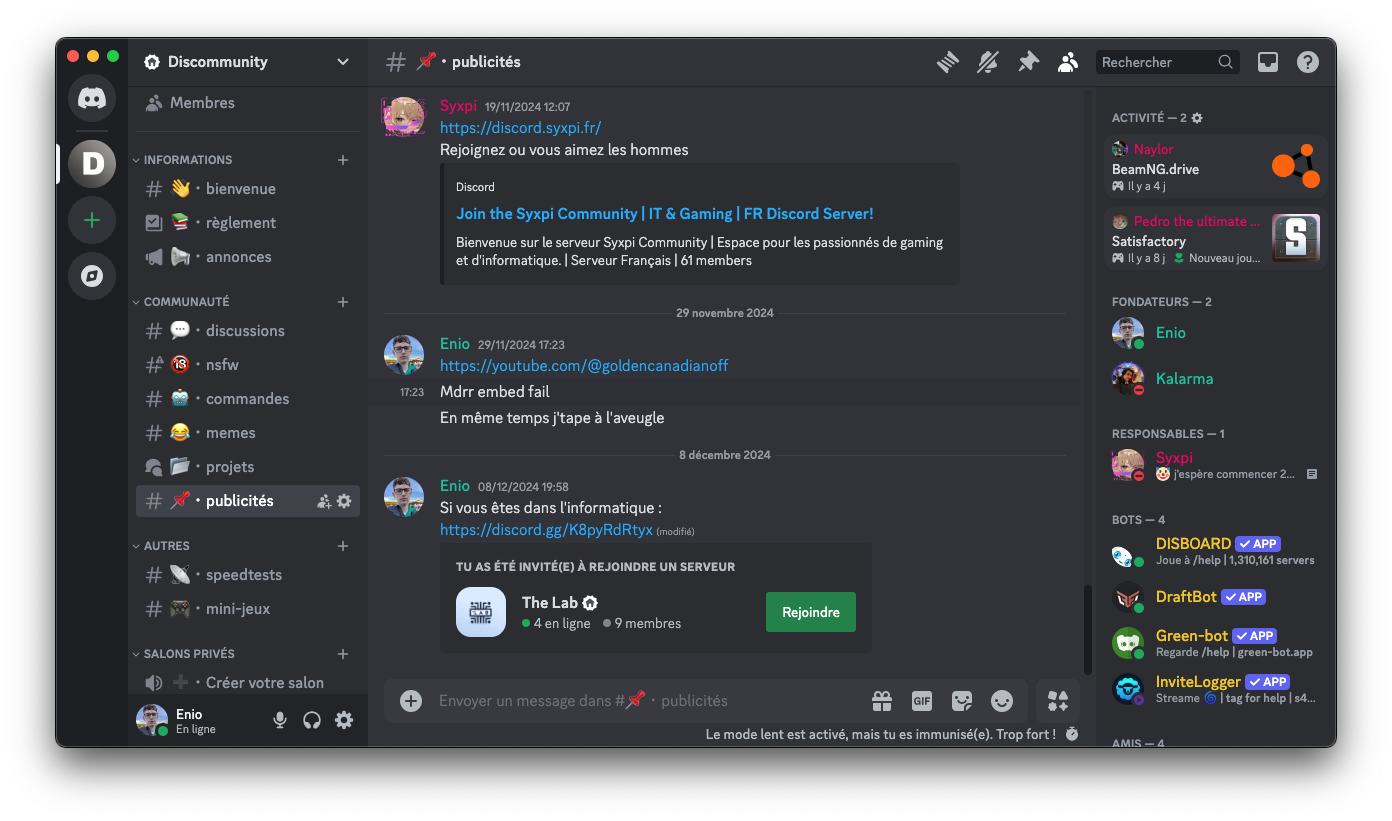 Discommunity
Membres
INFORMATIONS
# 👋・bienvenue
📚・règlement
📢・annonces
COMMUNAUTÉ
# 💬・discussions
# 🔞・nsfw
# 🤖・commandes
# 😂・memes
📂・projets
# 📌・publicités
AUTRES
# 📡・speedtests
# 🎮・mini-jeux
SALONS PRIVÉS
➕・Créer votre salon
Enio
En ligne
D
# 📌・publicités
Rechercher
Syxpi 19/11/2024 12:07
https://discord.syxpi.fr/
Rejoignez ou vous aimez les hommes
Discord
Join the Syxpi Community | IT & Gaming | FR Discord Server!
Bienvenue sur le serveur Syxpi Community | Espace pour les passionnés de gaming
et d'informatique. | Serveur Français | 61 members
29 novembre 2024
Enio 29/11/2024 17:23
https://youtube.com/@goldencanadianoff
17:23 Mdrr embed fail
En même temps j'tape à l'aveugle
8 décembre 2024
Enio 08/12/2024 19:58
Si vous êtes dans l'informatique :
https://discord.gg/K8pyRdRtyx (modifié)
TU AS ÉTÉ INVITÉ(E) À REJOINDRE UN SERVEUR
LAB
The Lab
4 en ligne 9 membres
Rejoindre
Envoyer un message dans #📌・publicités
GIF
Le mode lent est activé, mais tu es immunisé(e). Trop fort !
ACTIVITÉ — 2
Naylor
BeamNG.drive
Il y a 4 j
Pedro the ultimate ...
Satisfactory
Il y a 8 j Nouveau jou...
S
FONDATEURS — 2
Enio
Kalarma
RESPONSABLES — 1
Syxpi
🤡 j'espère commencer 2...
BOTS — 4
DISBOARD ✓ APP
Joue à /help | 1,310,161 servers
DraftBot ✓ APP
Green-bot ✓ APP
Regarde /help | green-bot.app
InviteLogger ✓ APP
Streame 🌀 | tag for help | s4...
AMIS — 4